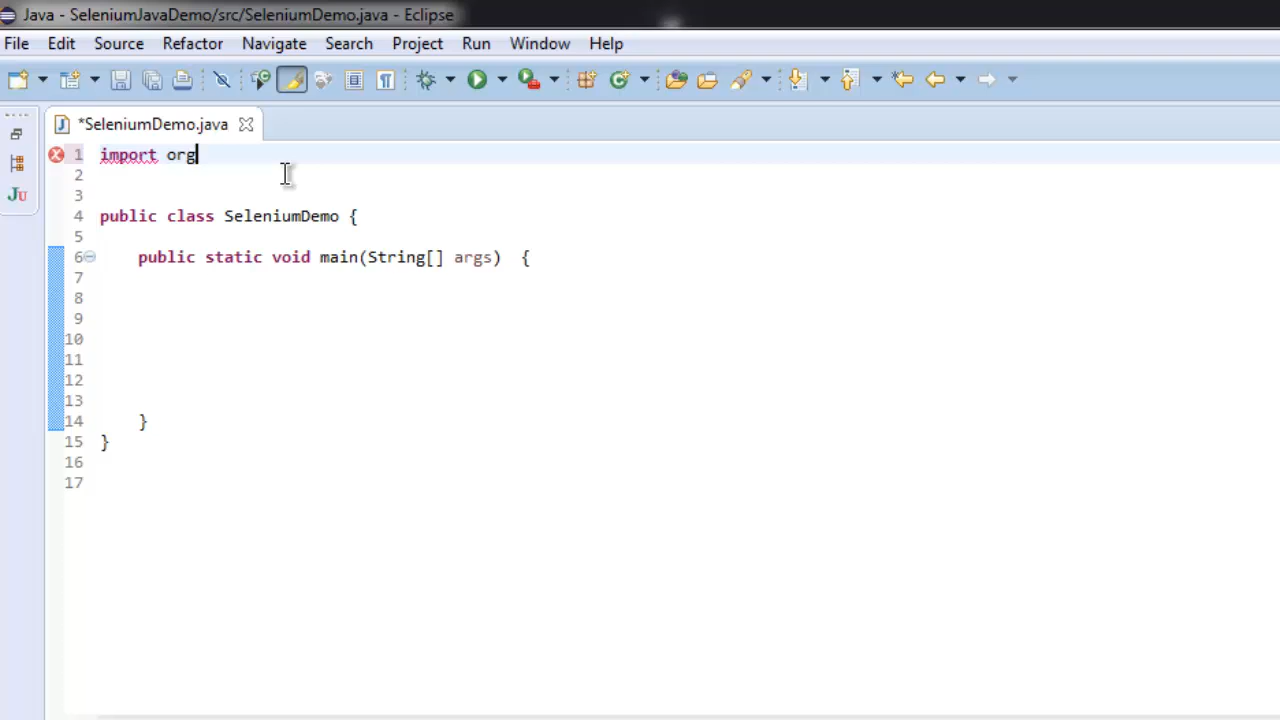 Java - SeleniumJavaDemo/src/SeleniumDemo.java - Eclipse
File Edit Source Refactor Navigate Search Project Run Window Help
*SeleniumDemo.java
1 import org
2
3
4 public class SeleniumDemo {
5
6 public static void main(String[] args)  {
7
8
9
10
11
12
13
14 }
15 }
16
17
JU